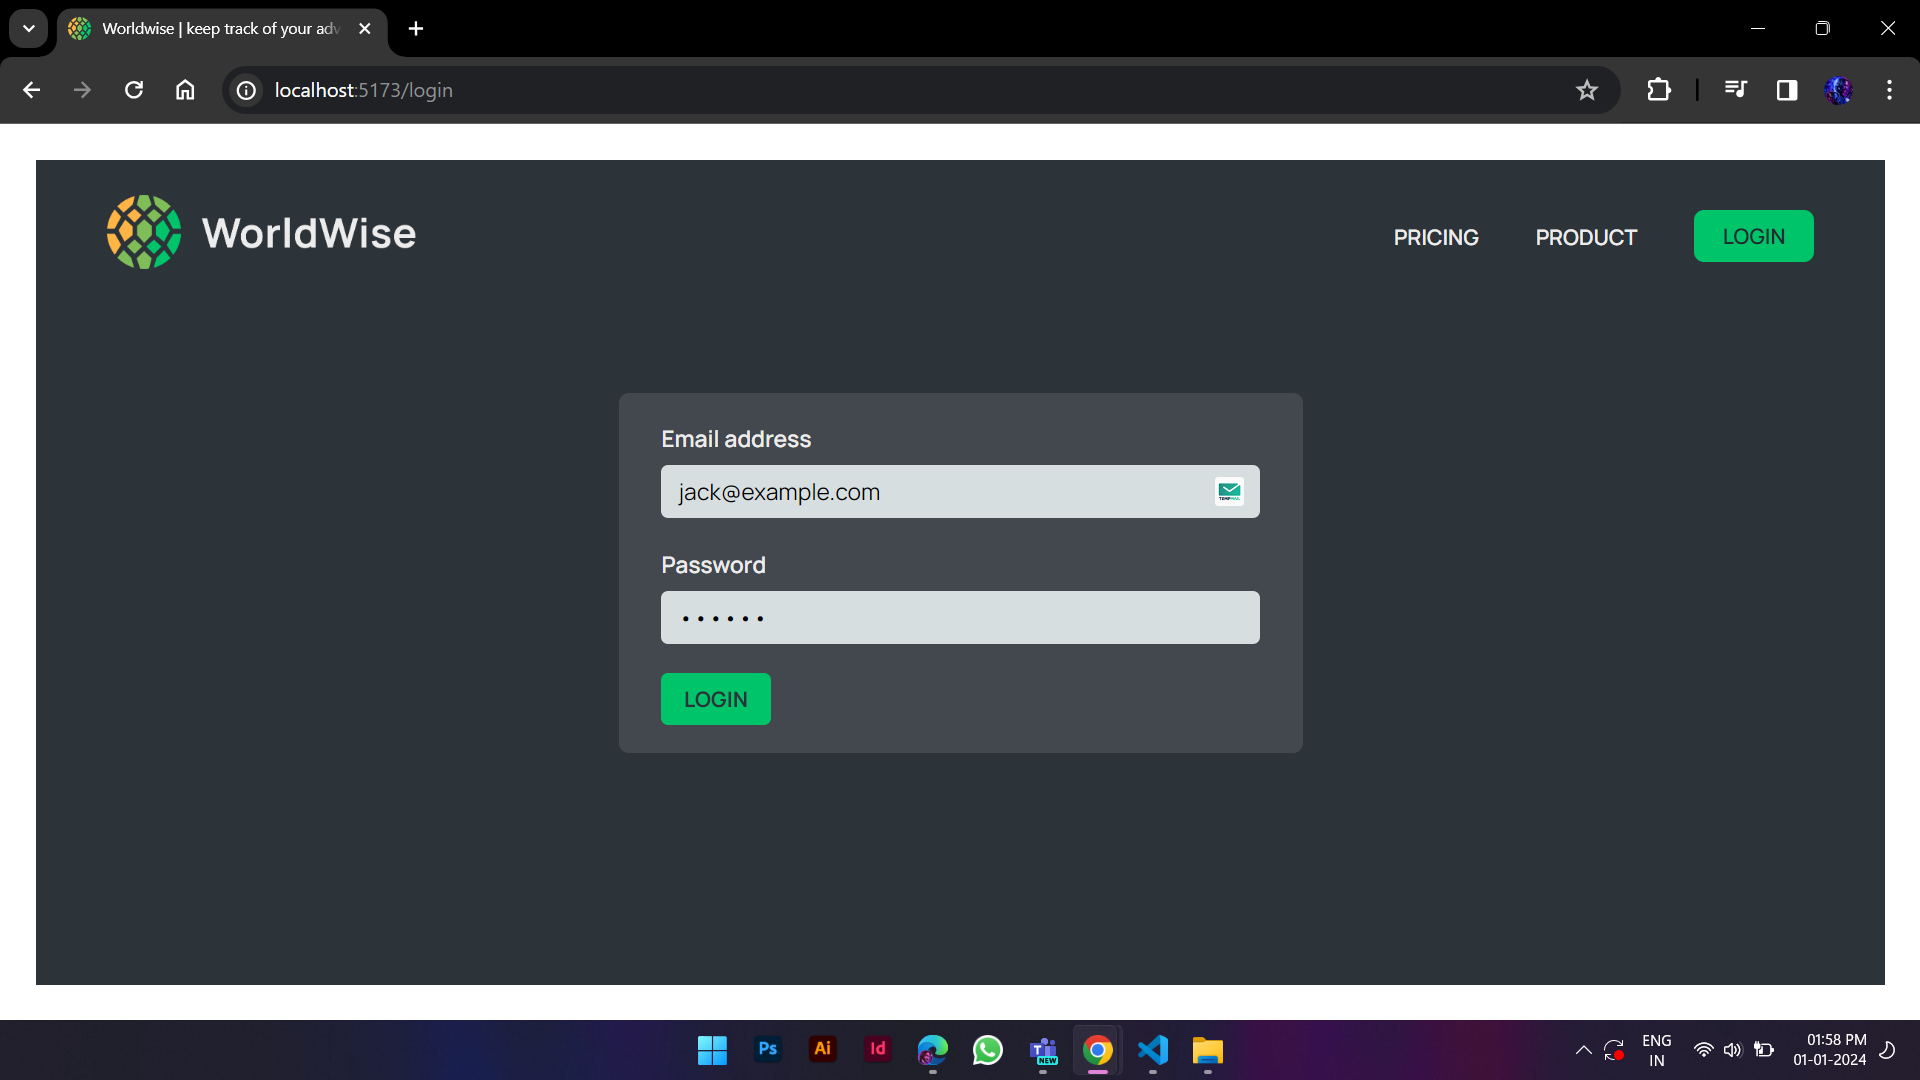 Worldwise | keep track of your adv
localhost:5173/login
WorldWise
PRICING
PRODUCT
LOGIN
Email address
jack@example.com
Password
LOGIN
Ps
Ai
Id
T
NEW
ENG
IN
01:58 PM
01-01-2024